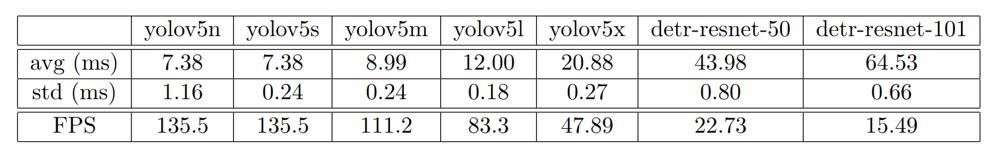 yolov5n yolov5s yolov5m yolov5l yolov5x detr-resnet-50 detr-resnet-101
avg (ms) 7.38 7.38 8.99 12.00 20.88 43.98 64.53
std (ms) 1.16 0.24 0.24 0.18 0.27 0.80 0.66
FPS 135.5 135.5 111.2 83.3 47.89 22.73 15.49